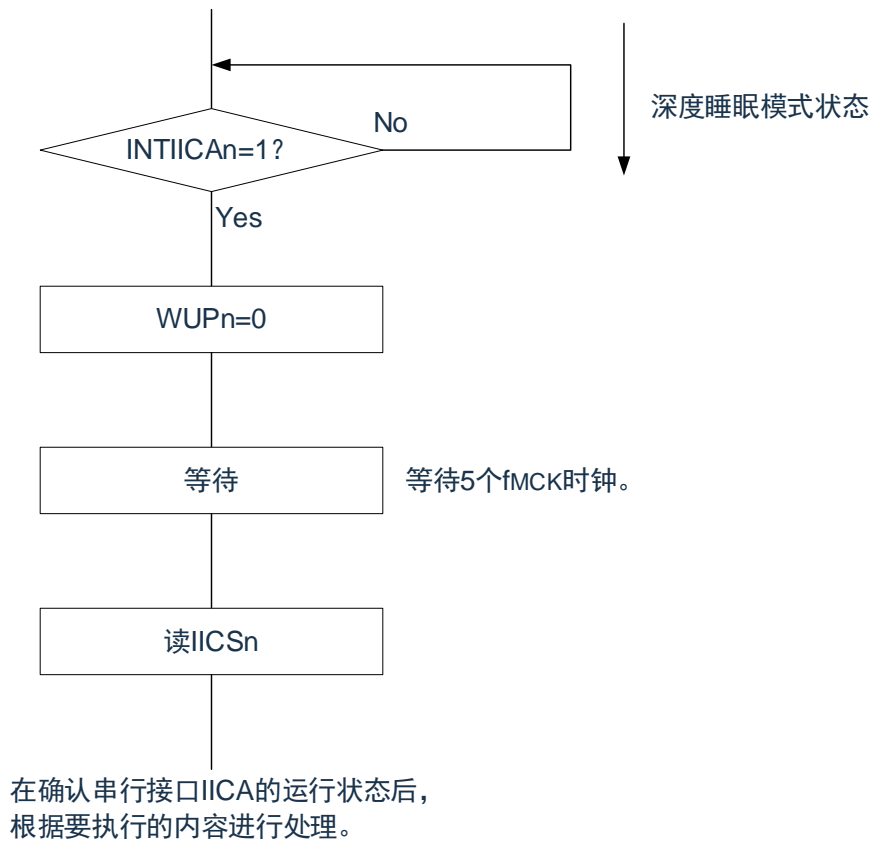 No
深度睡眠模式状态
INTIICAn=1?
Yes
WUPn=0
等待
等待5个fMCK时钟。
读IICSn
在确认串行接口IICA的运行状态后，
根据要执行的内容进行处理。